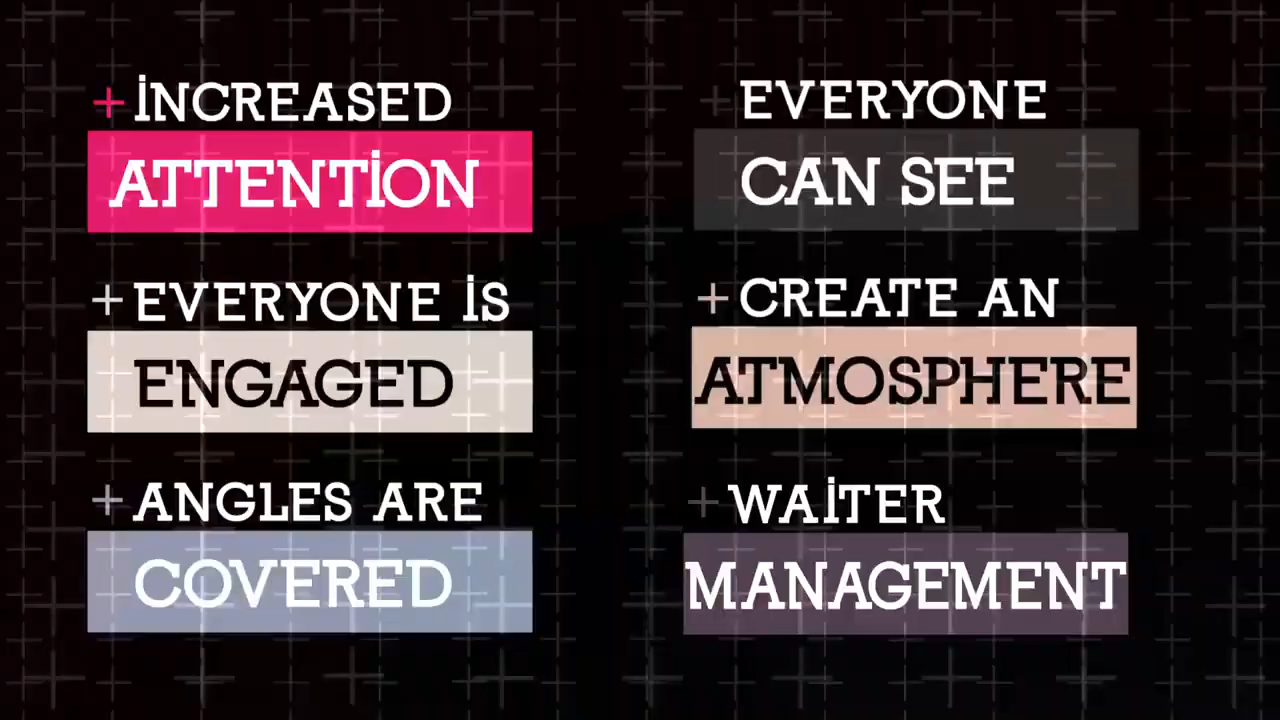 + İNCREASED
ATTENTİON
+ EVERYONE İS
ENGAGED
+ ANGLES ARE
COVERED
+ EVERYONE
CAN SEE
+ CREATE AN
ATMOSPHERE
+ WAİTER
MANAGEMENT